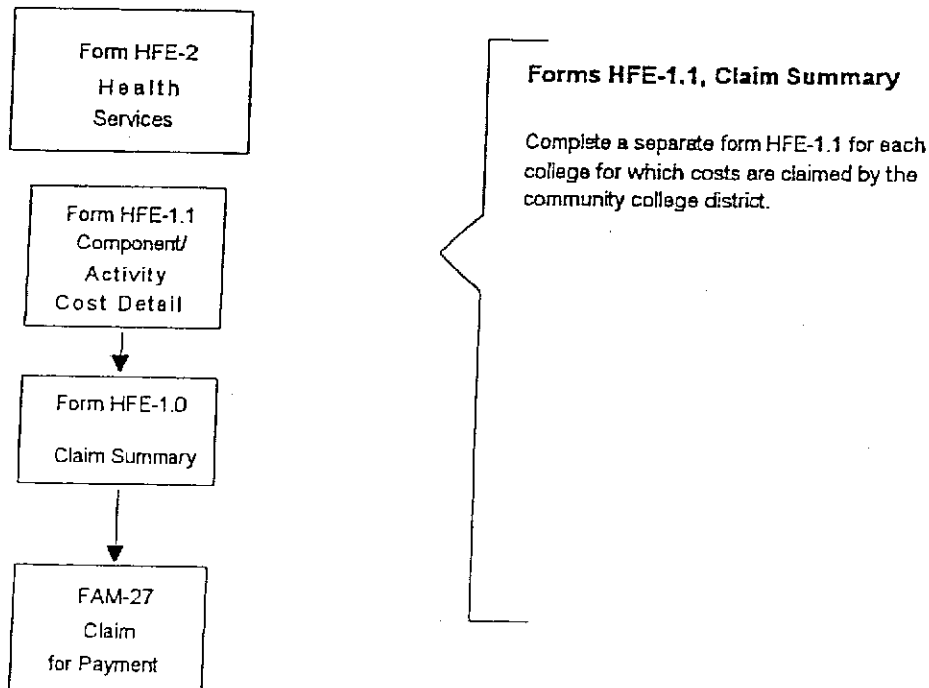 Form HFE-2
Health
Services
Form HFE-1.1
Component/
Activity
Cost Detail
Form HFE-1.0
Claim Summary
FAM-27
Claim
for Payment
Forms HFE-1.1, Claim Summary
Complete a separate form HFE-1.1 for each
college for which costs are claimed by the
community college district.